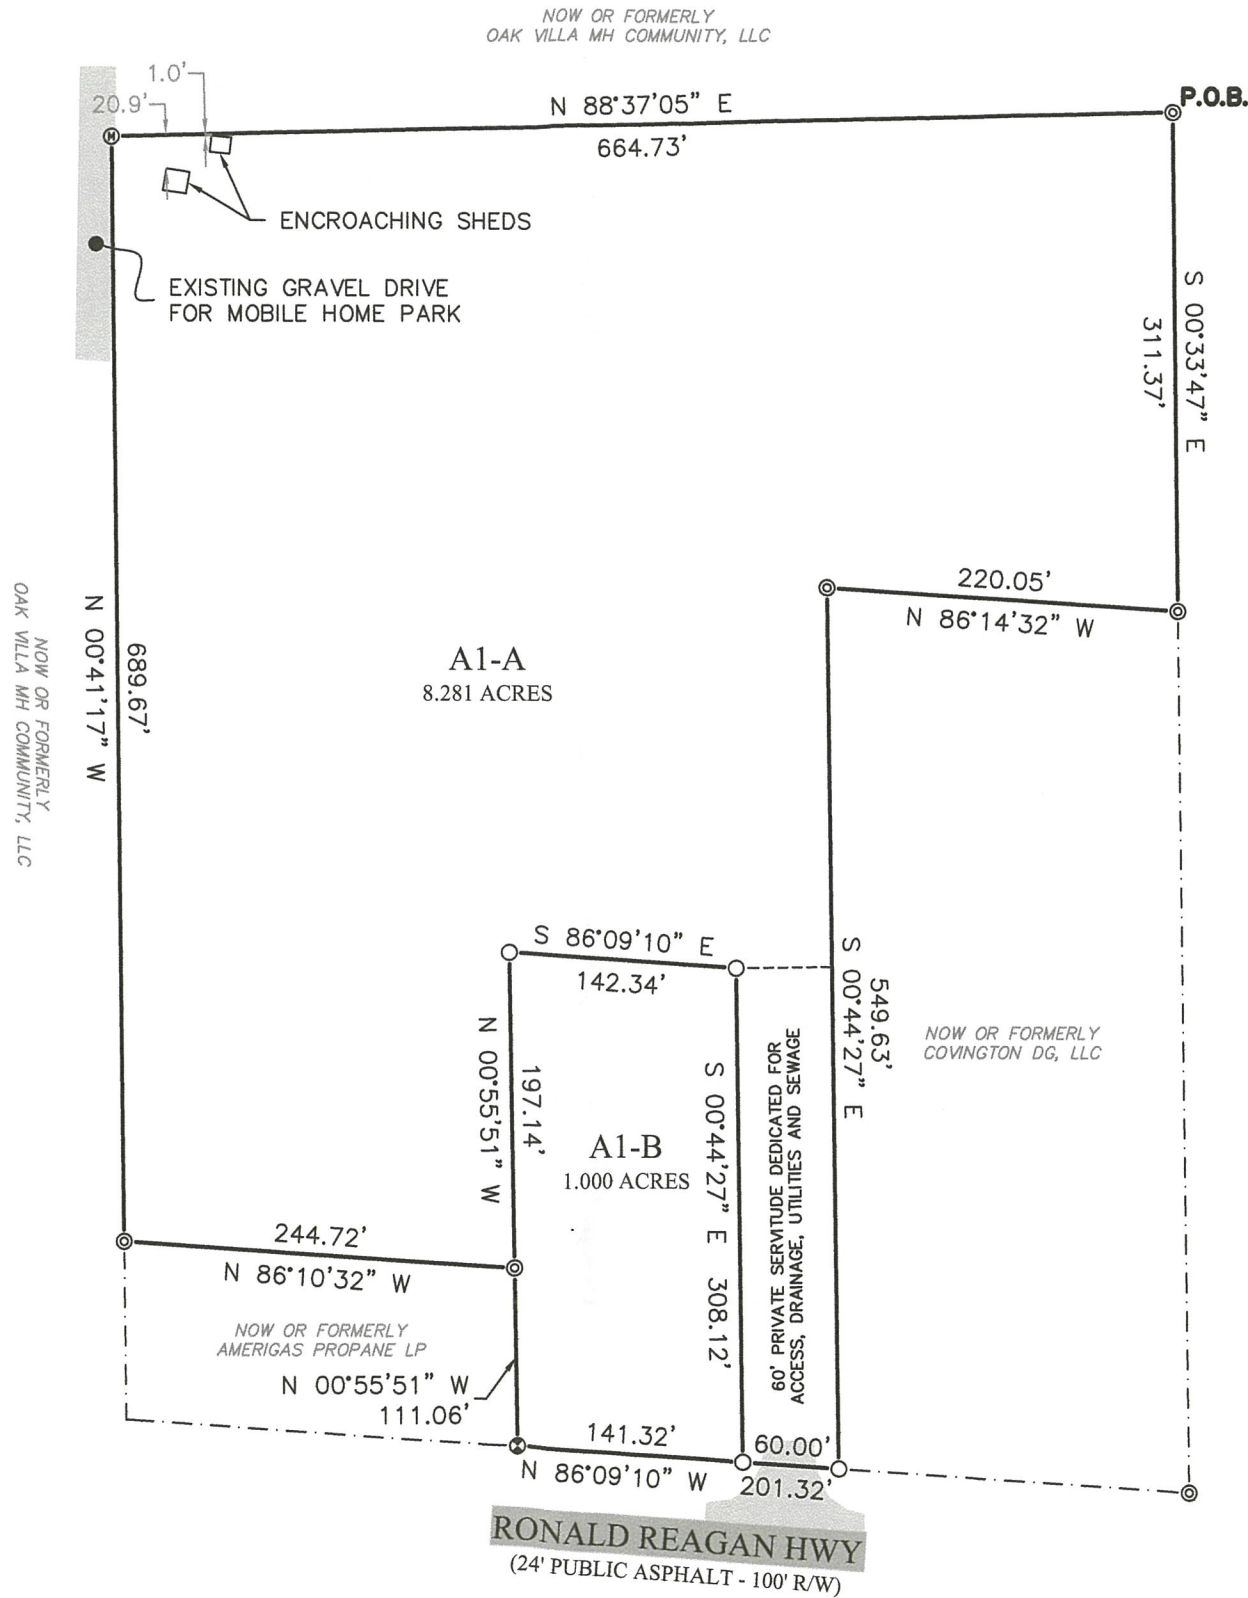 NOW OR FORMERLY
OAK VILLA MH COMMUNITY, LLC
1.0'
20.9'
N 88°37'05" E
664.73'
P.O.B.
M
ENCROACHING SHEDS
EXISTING GRAVEL DRIVE
FOR MOBILE HOME PARK
S 00°33'47" E
311.37'
220.05'
N 86°14'32" W
NOW OR FORMERLY
OAK VILLA MH COMMUNITY, LLC
N 00°41'17" W
689.67'
A1-A
8.281 ACRES
S 86°09'10" E
142.34'
S 00°44'27" E
549.63'
NOW OR FORMERLY
COVINGTON DG, LLC
N 00°55'51" W
197.14'
A1-B
1.000 ACRES
S 00°44'27" E 308.12'
60' PRIVATE SERVITUDE DEDICATED FOR
ACCESS, DRAINAGE, UTILITIES AND SEWAGE
244.72'
N 86°10'32" W
NOW OR FORMERLY
AMERIGAS PROPANE LP
N 00°55'51" W
111.06'
141.32'
N 86°09'10" W
60.00'
201.32'
RONALD REAGAN HWY
(24' PUBLIC ASPHALT - 100' R/W)